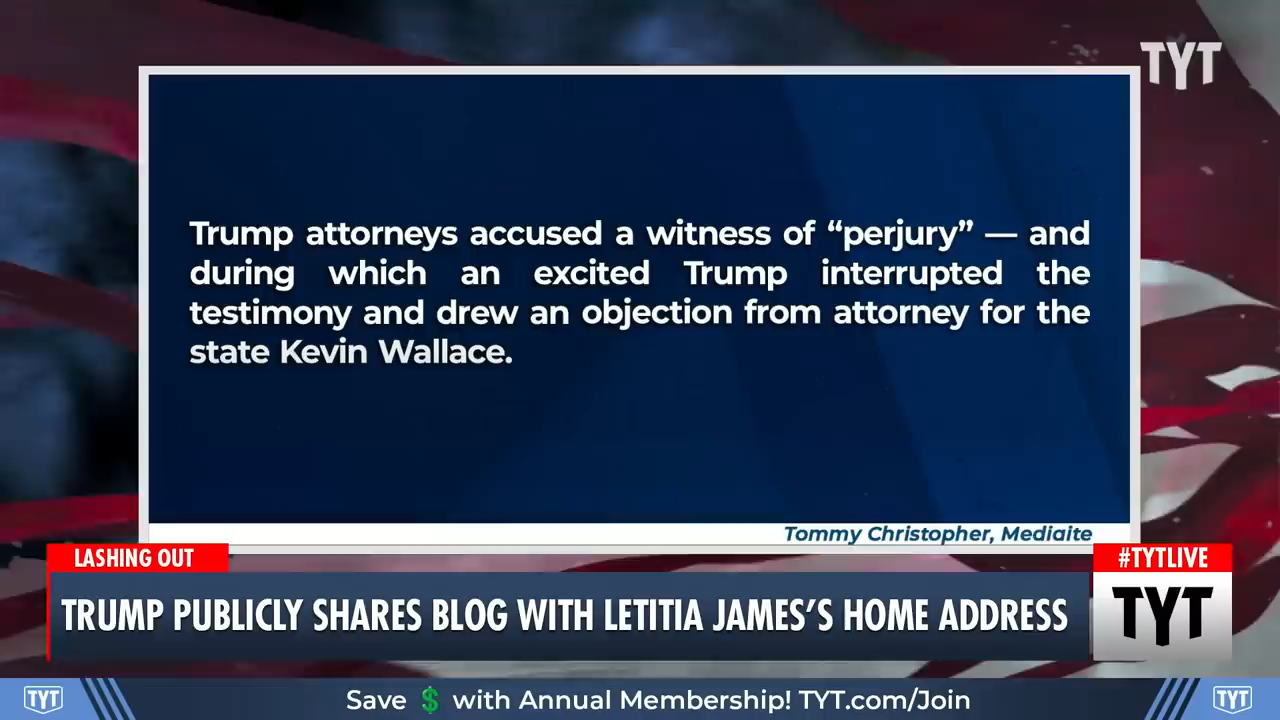 TYT
Trump attorneys accused a witness of “perjury” — and
during which an excited Trump interrupted the
testimony and drew an objection from attorney for the
state Kevin Wallace.
Tommy Christopher, Mediaite
LASHING OUT
#TYTLIVE
TRUMP PUBLICLY SHARES BLOG WITH LETITIA JAMES’S HOME ADDRESS
TYT
TYT
Save 💲 with Annual Membership! TYT.com/Join
TYT